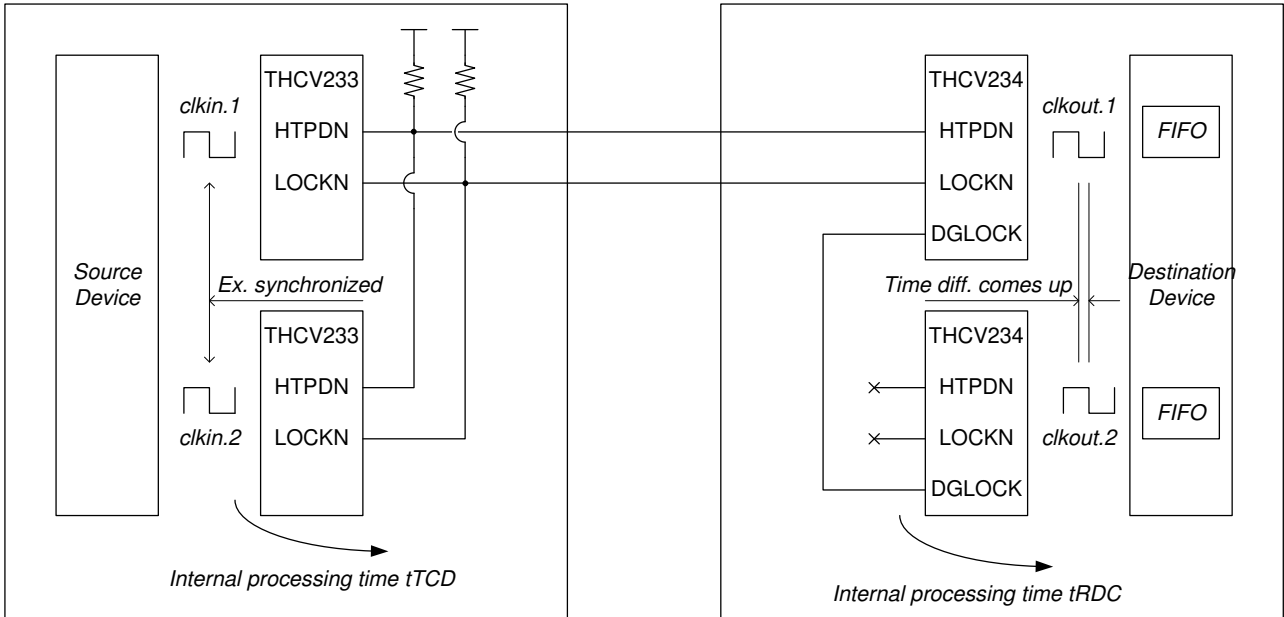 THCV233
clkin.1
HTPDN
LOCKN
Source
Device
Ex. synchronized
THCV233
HTPDN
clkin.2
LOCKN
Internal processing time tTCD
THCV234
clkout.1
HTPDN
FIFO
LOCKN
DGLOCK
Time diff. comes up
Destination
Device
THCV234
HTPDN
FIFO
LOCKN
clkout.2
DGLOCK
Internal processing time tRDC